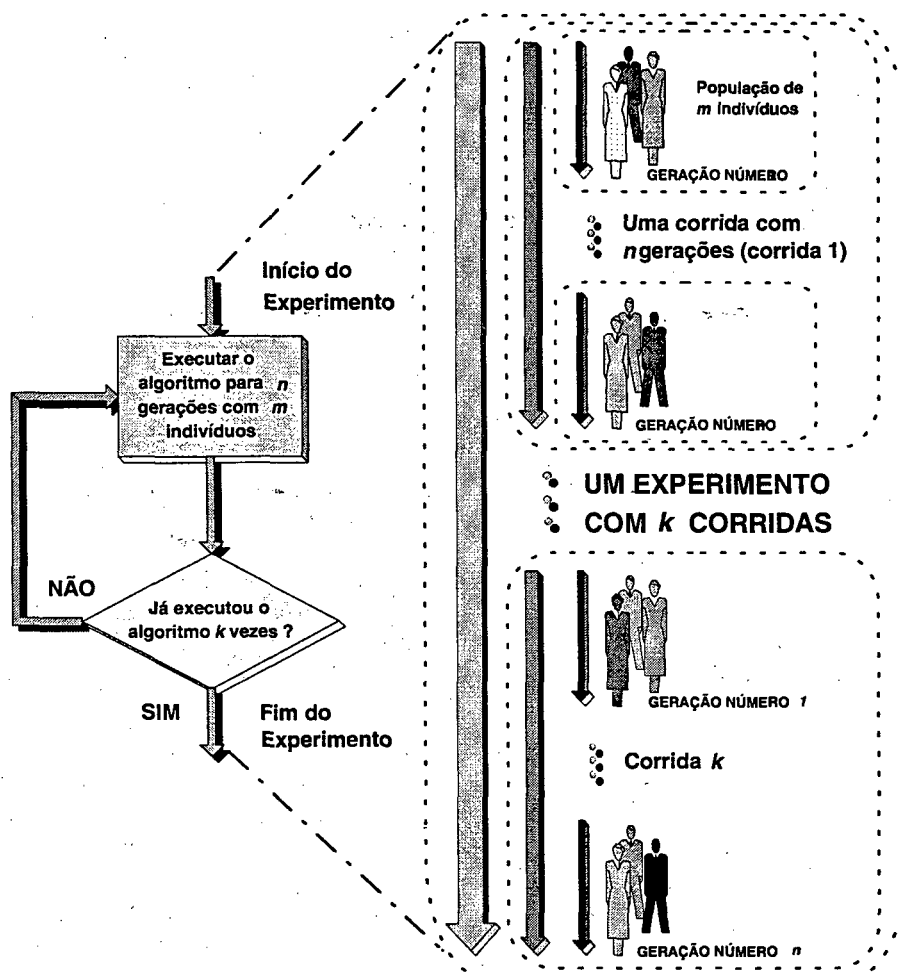 Início do
Experimento
Executar o
algoritmo para n
gerações com m
indivíduos
NÃO
Já executou o
algoritmo k vezes ?
SIM
Fim do
Experimento
População de
m indivíduos
GERAÇÃO NÚMERO
Uma corrida com
n gerações (corrida 1)
GERAÇÃO NÚMERO
UM EXPERIMENTO
COM k CORRIDAS
GERAÇÃO NÚMERO 1
Corrida k
GERAÇÃO NÚMERO n